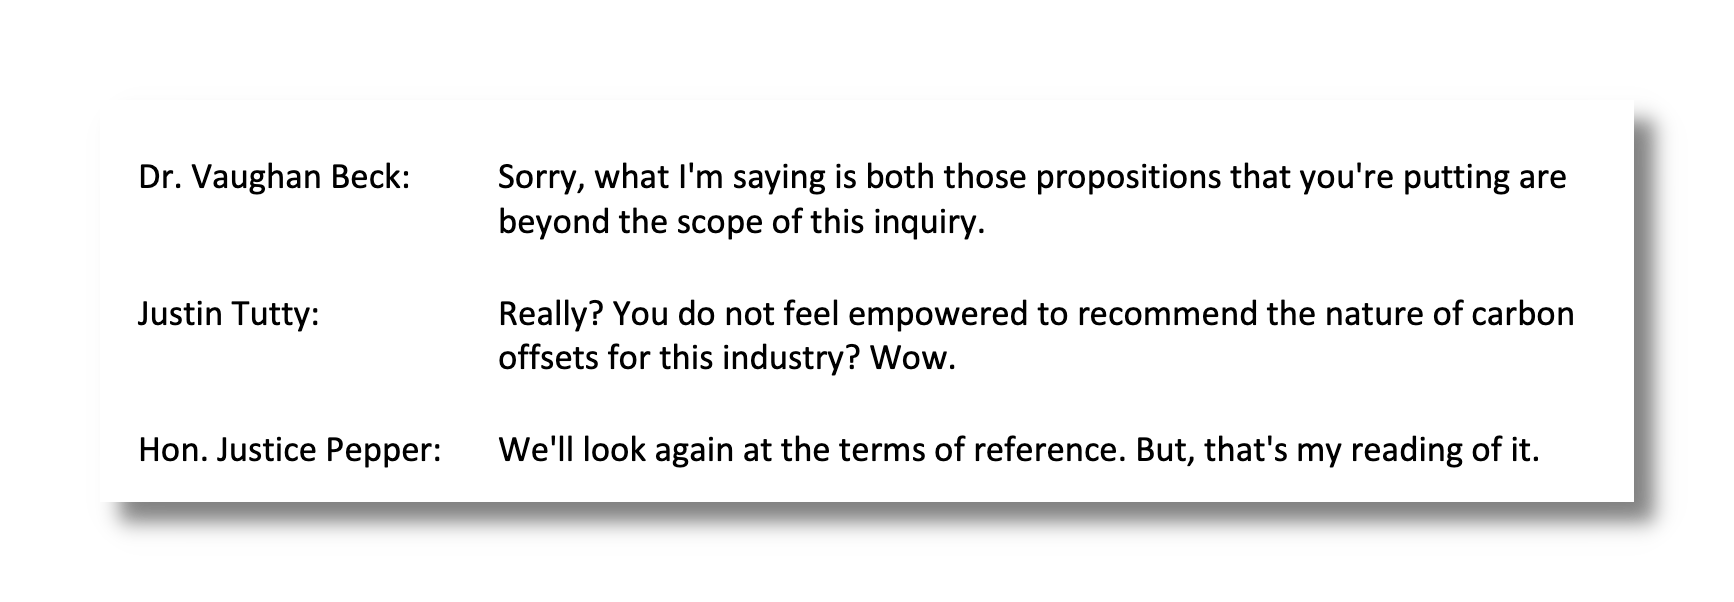 Dr. Vaughan Beck: Sorry, what I'm saying is both those propositions that you're putting are
beyond the scope of this inquiry.
Justin Tutty: Really? You do not feel empowered to recommend the nature of carbon
offsets for this industry? Wow.
Hon. Justice Pepper: We'll look again at the terms of reference. But, that's my reading of it.